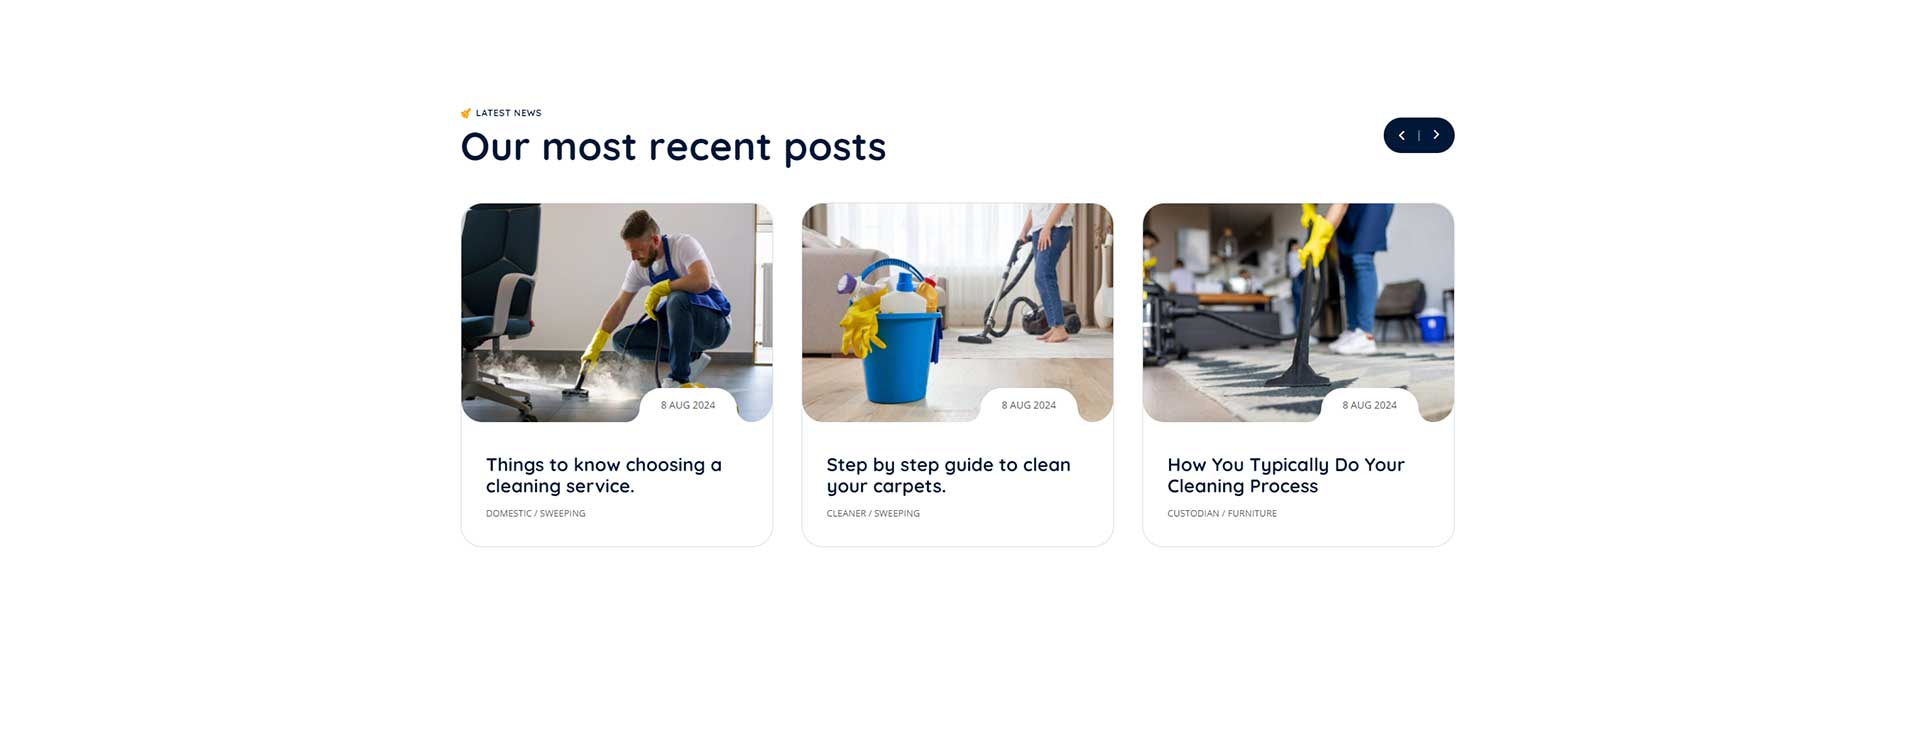 LATEST NEWS
Our most recent posts
8 AUG 2024
Things to know choosing a
cleaning service.
DOMESTIC / SWEEPING
8 AUG 2024
Step by step guide to clean
your carpets.
CLEANER / SWEEPING
8 AUG 2024
How You Typically Do Your
Cleaning Process
CUSTODIAN / FURNITURE